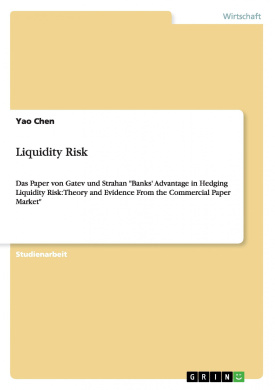 Wirtschaft
Yao Chen
Liquidity Risk
Das Paper von Gatev und Strahan "Banks' Advantage in Hedging
Liquidity Risk:Theory and Evidence From the Commercial Paper
Market"
Studienarbeit
GRIN